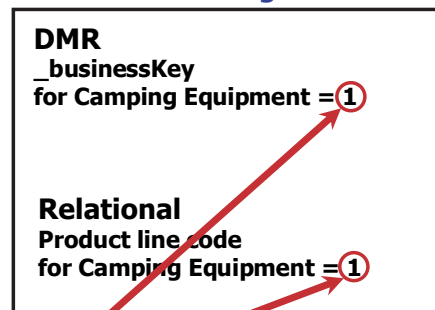 DMR
_businessKey
for Camping Equipment = 1
Relational
Product line code
for Camping Equipment = 1